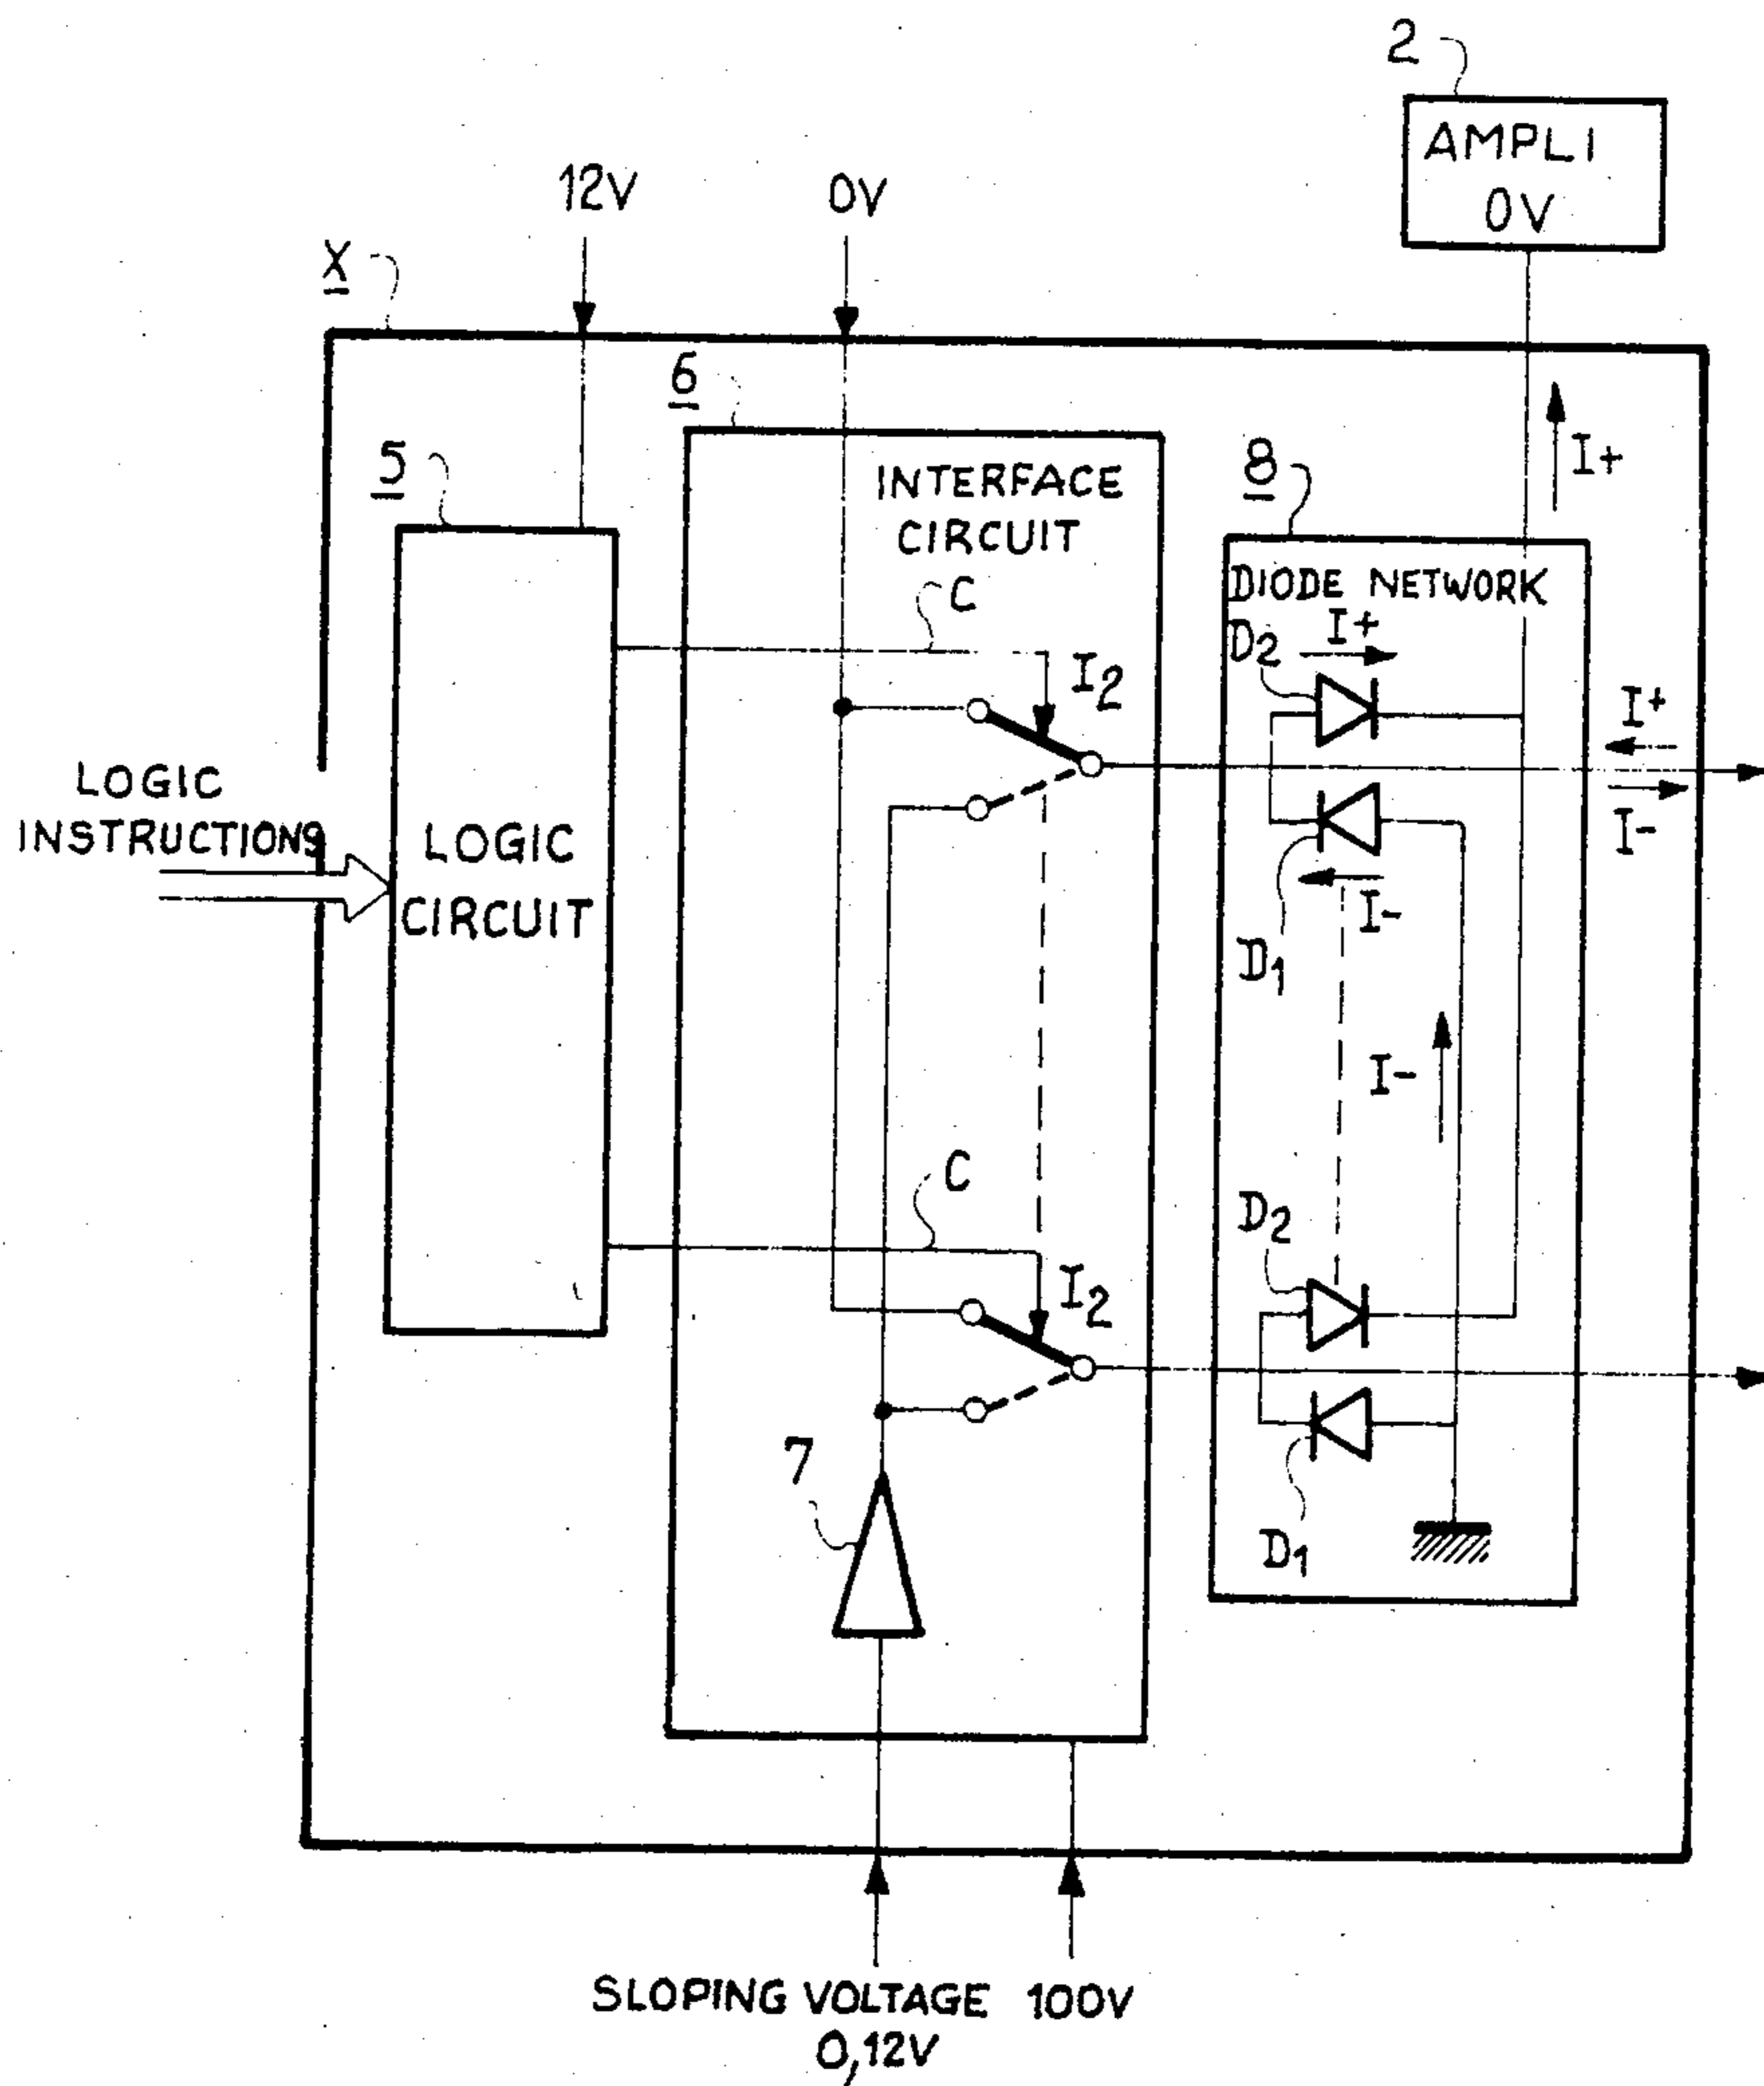 2
AMPLI
0V
12V
0V
X
6
5
INTERFACE
CIRCUIT
8
I+
DIODE NETWORK
C
D2
I+
I2
I+
LOGIC
INSTRUCTIONS
LOGIC
CIRCUIT
I-
I-
D1
I-
C
D2
I2
7
D1
SLOPING VOLTAGE 100V
0,12V